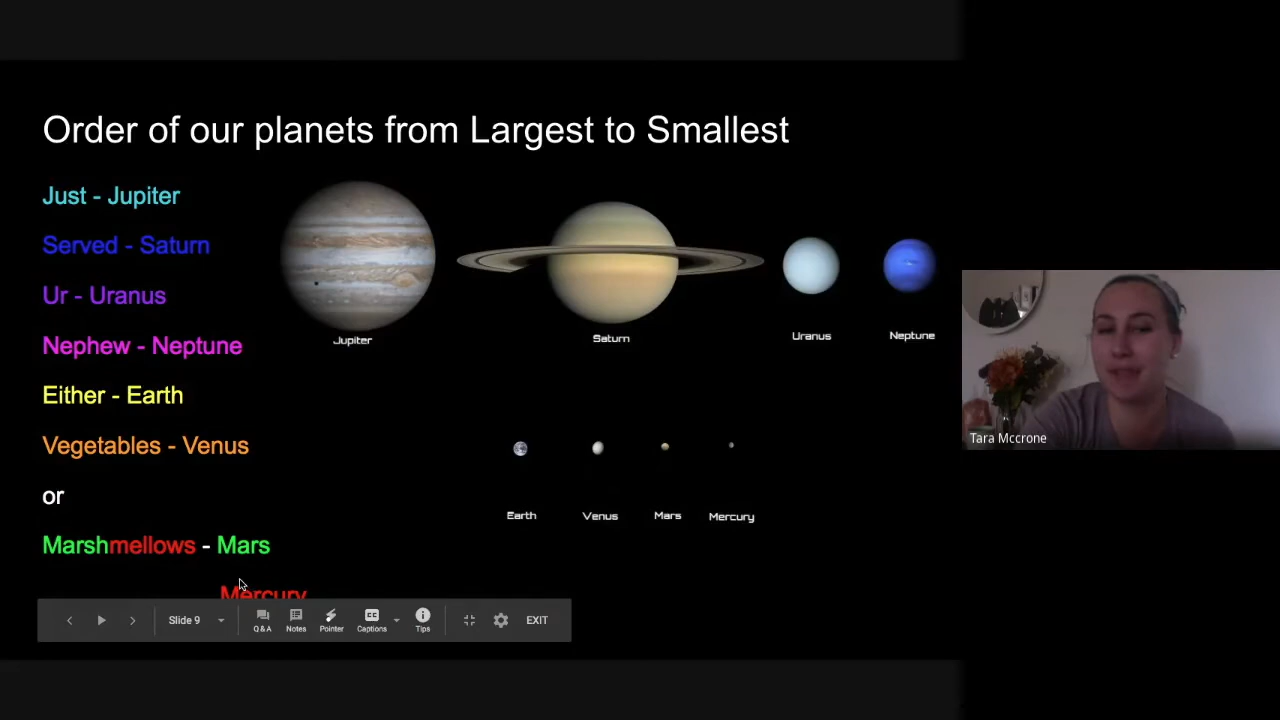 Order of our planets from Largest to Smallest
Just - Jupiter
Served - Saturn
Ur - Uranus
Nephew - Neptune
Either - Earth
Vegetables - Venus
or
Marshmellows - Mars
Mercury
Jupiter
Saturn
Uranus
Neptune
Earth
Venus
Mars
Mercury
Tara Mccrone
Slide 9
Q & A
Notes
Pointer
CC
Captions
Tips
EXIT